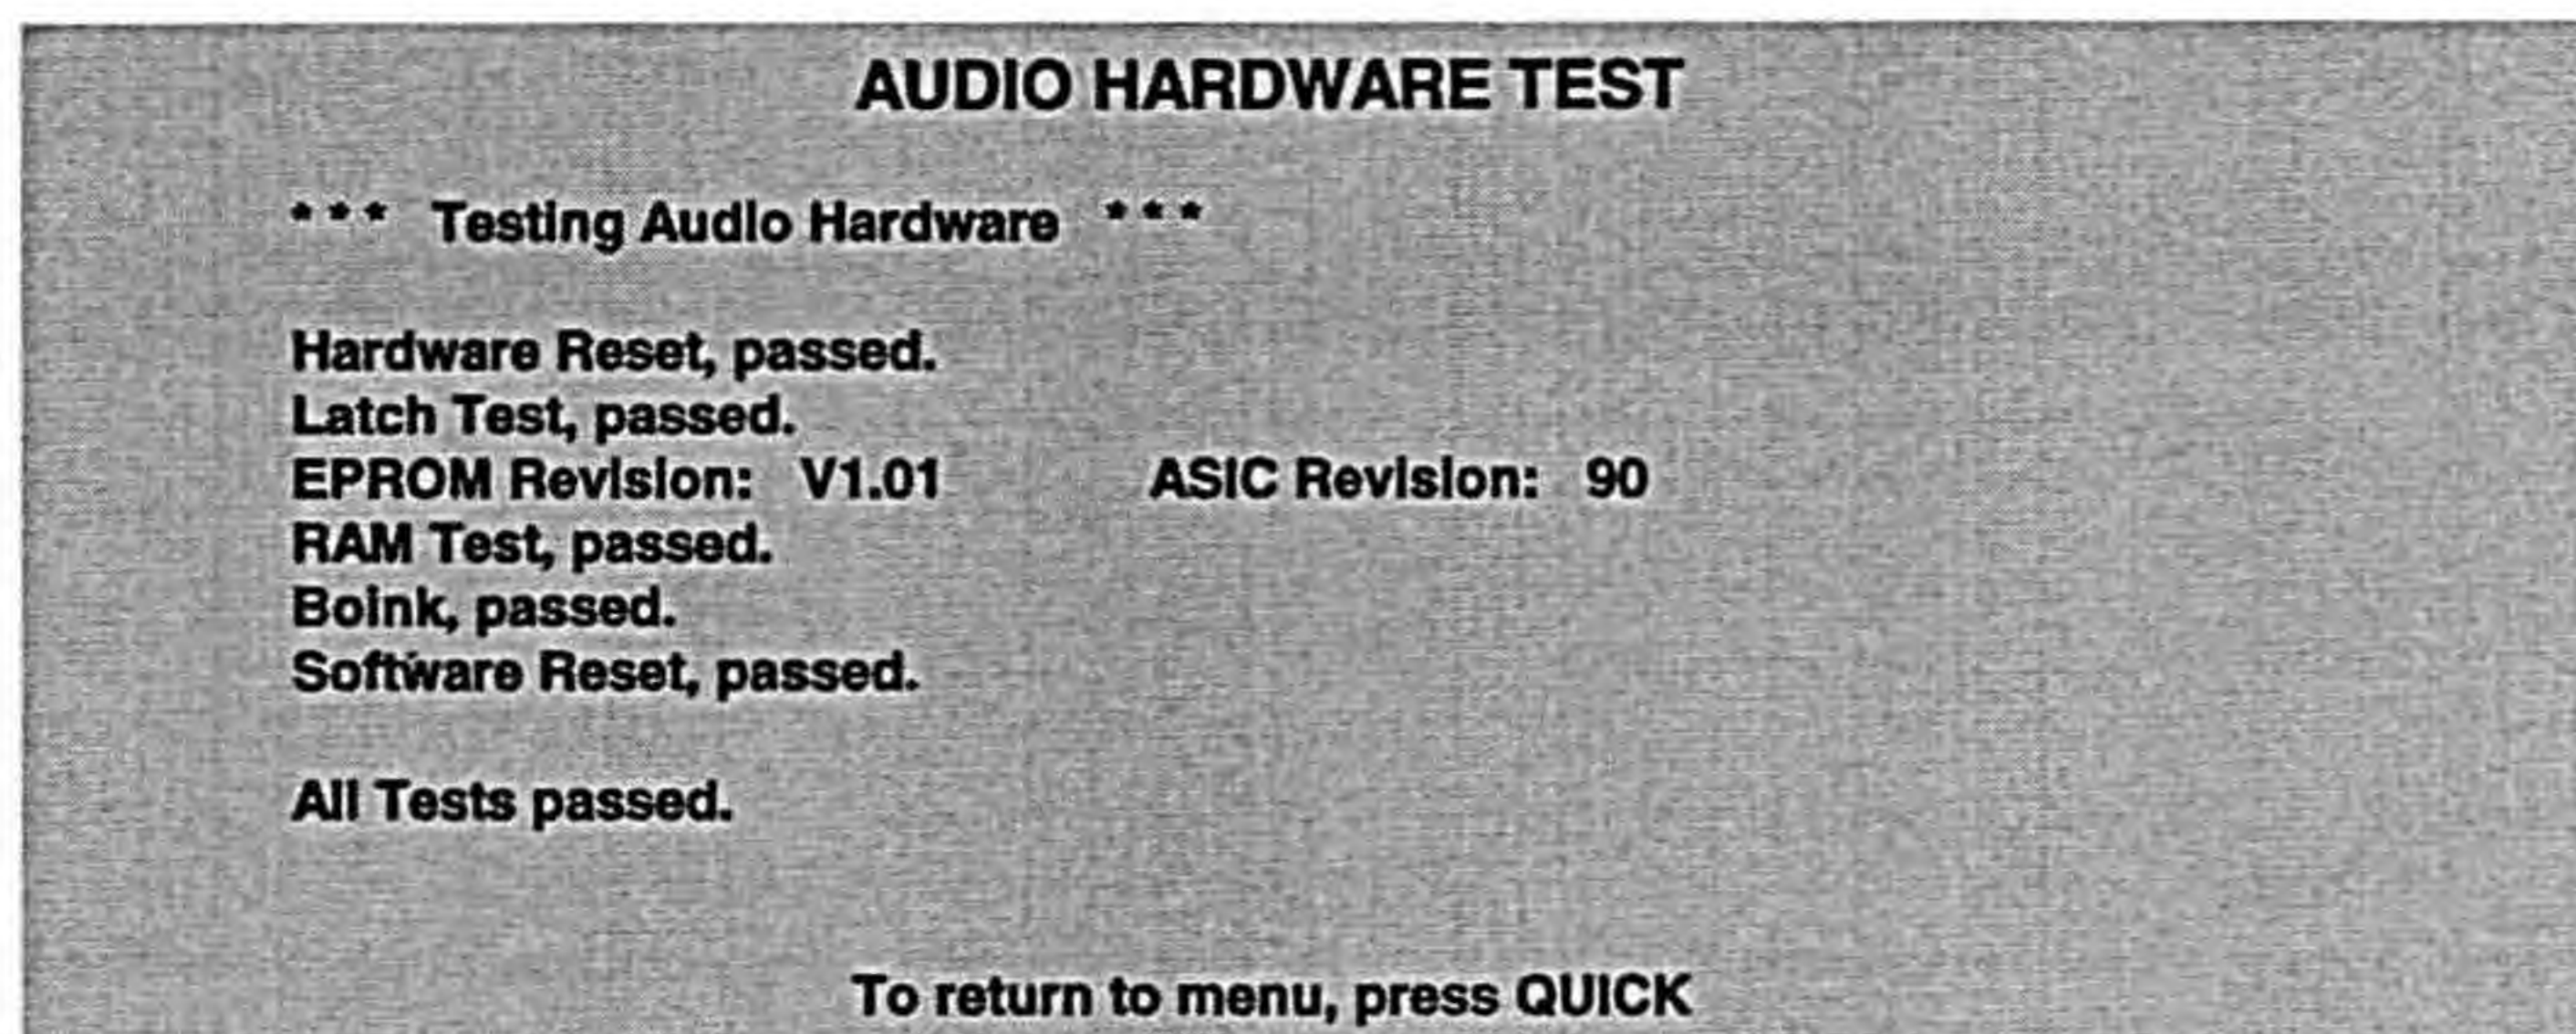 AUDIO HARDWARE TEST
*** Testing Audio Hardware ***
Hardware Reset, passed.
Latch Test, passed.
EPROM Revision: V1.01 ASIC Revision: 90
RAM Test, passed.
Boink, passed.
Software Reset, passed.
All Tests passed.
To return to menu, press QUICK